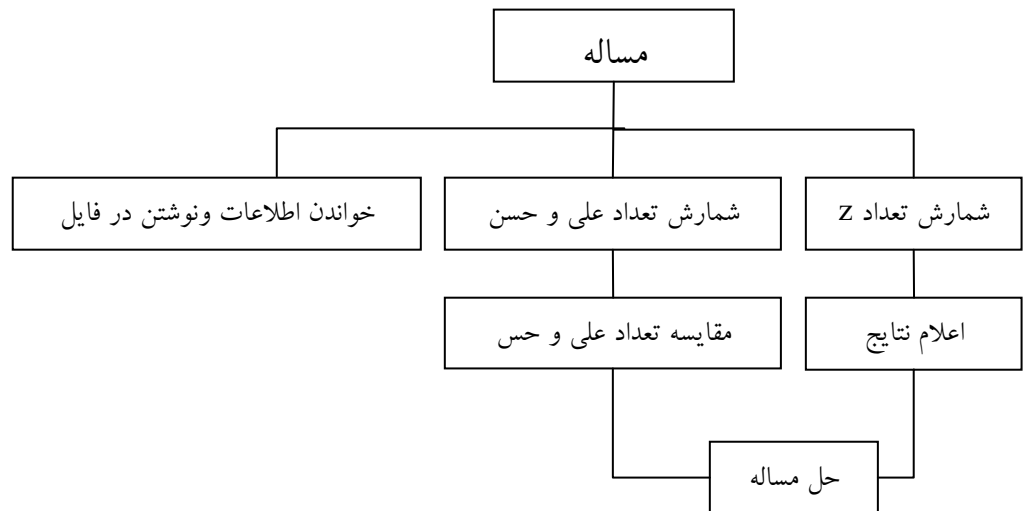 مساله
شمارش تعداد z
شمارش تعداد علی و حسن
خواندن اطلاعات ونوشتن در فایل
اعلام نتایج
مقایسه تعداد علی و حس
حل مساله